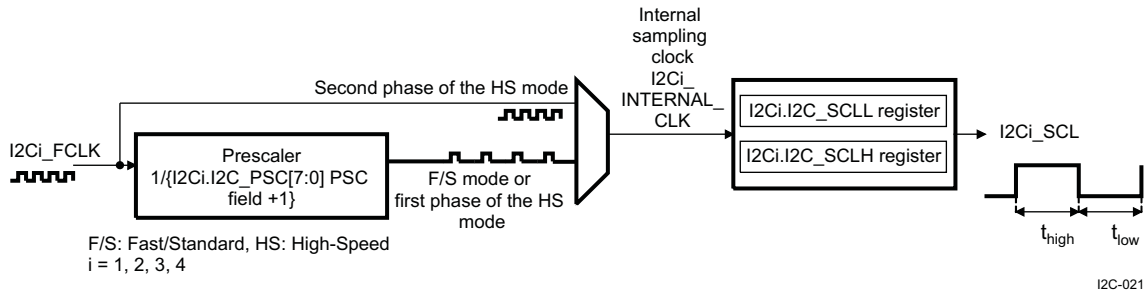 Internal
sampling
clock
I2Ci_
INTERNAL_
CLK
Second phase of the HS mode
I2Ci_FCLK
Prescaler
1/{I2Ci.I2C_PSC[7:0] PSC
field +1}
F/S mode or
first phase of the HS
mode
I2Ci.I2C_SCLL register
I2Ci.I2C_SCLH register
I2Ci_SCL
thigh
tlow
F/S: Fast/Standard, HS: High-Speed
i = 1, 2, 3, 4
I2C-021